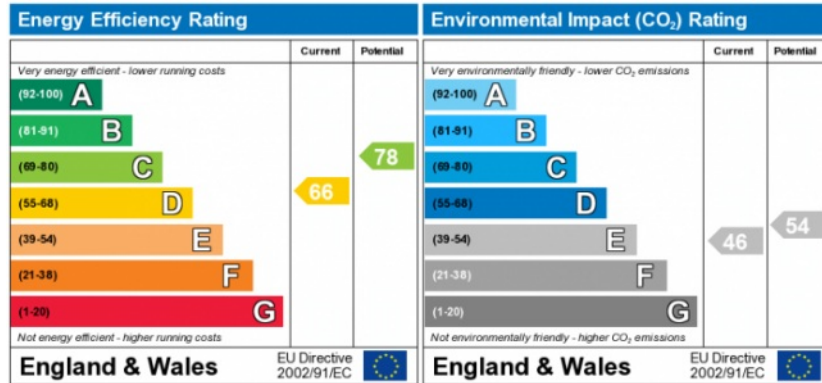 Energy Efficiency Rating
Current Potential
Very energy efficient - lower running costs
(92-100) A
(81-91) B
(69-80) C
(55-68) D
(39-54) E
(21-38) F
(1-20) G
66
78
Not energy efficient - higher running costs
England & Wales
EU Directive
2002/91/EC
Environmental Impact (CO₂) Rating
Current Potential
Very environmentally friendly - lower CO₂ emissions
(92-100) A
(81-91) B
(69-80) C
(55-68) D
(39-54) E
(21-38) F
(1-20) G
46
54
Not environmentally friendly - higher CO₂ emissions
England & Wales
EU Directive
2002/91/EC